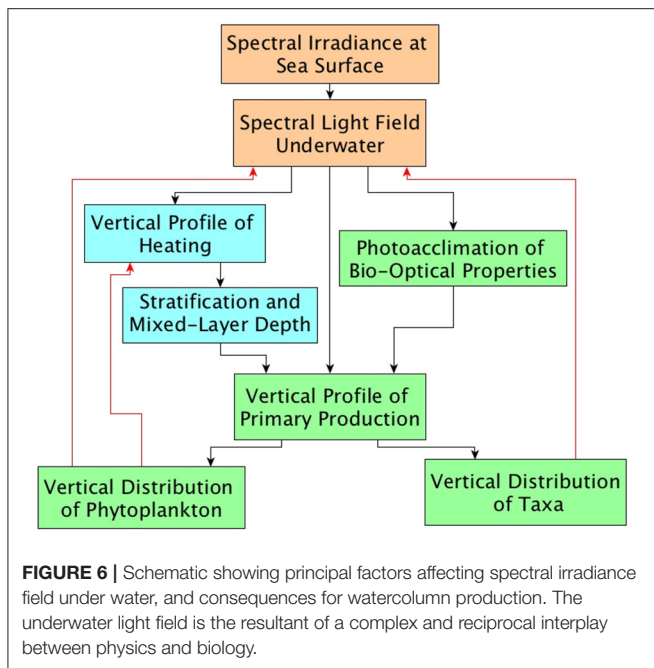 Spectral Irradiance at
Sea Surface
Spectral Light Field
Underwater
Vertical Profile of
Heating
Photoacclimation of
Bio-Optical Properties
Stratification and
Mixed-Layer Depth
Vertical Profile of
Primary Production
Vertical Distribution
of Phytoplankton
Vertical Distribution
of Taxa
FIGURE 6 | Schematic showing principal factors affecting spectral irradiance
field under water, and consequences for watercolumn production. The
underwater light field is the resultant of a complex and reciprocal interplay
between physics and biology.